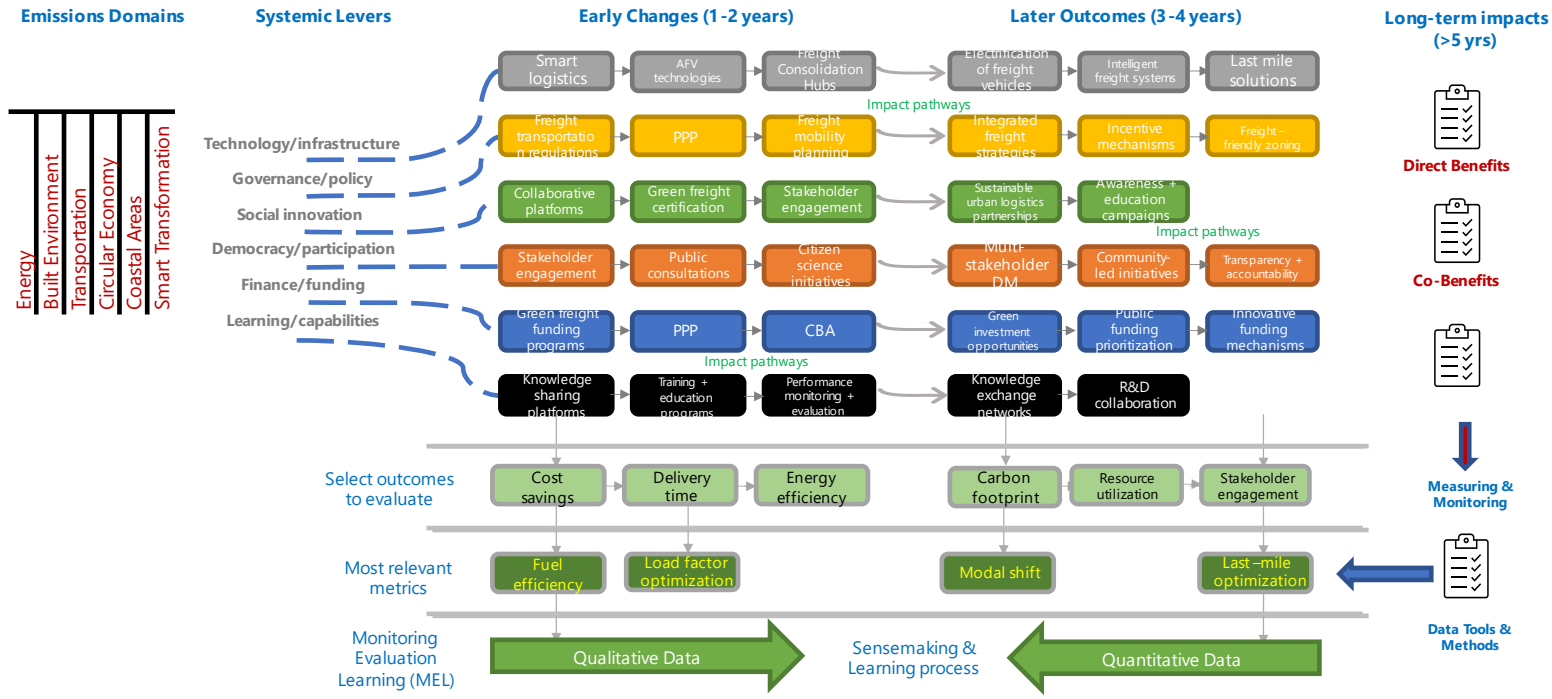 Emissions Domains
Systemic Levers
Early Changes (1-2 years)
Later Outcomes (3-4 years)
Long-term impacts
(>5 yrs)
Energy
Built Environment
Transportation
Circular Economy
Coastal Areas
Smart Transformation
Technology/infrastructure
Governance/policy
Social innovation
Democracy/participation
Finance/funding
Learning/capabilities
Smart
logistics
AFV
technologies
Freight
Consolidation
Hubs
Electrification
of freight
vehicles
Intelligent
freight systems
Last mile
solutions
Impact pathways
Freight
transportatio
n regulations
PPP
Freight
mobility
planning
Integrated
freight
strategies
Incentive
mechanisms
Freight –
friendly zoning
Collaborative
platforms
Green freight
certification
Stakeholder
engagement
Sustainable
urban logistics
partnerships
Awareness +
education
campaigns
Impact pathways
Stakeholder
engagement
Public
consultations
Citizen
science
initiatives
Multi-
stakeholder
DM
Community-
led initiatives
Transparency +
accountability
Green freight
funding
programs
PPP
CBA
Green
investment
opportunities
Public
funding
prioritization
Innovative
funding
mechanisms
Impact pathways
Knowledge
sharing
platforms
Training +
education
programs
Performance
monitoring +
evaluation
Knowledge
exchange
networks
R&D
collaboration
Direct Benefits
Co-Benefits
Measuring &
Monitoring
Data Tools &
Methods
Select outcomes
to evaluate
Cost
savings
Delivery
time
Energy
efficiency
Carbon
footprint
Resource
utilization
Stakeholder
engagement
Most relevant
metrics
Fuel
efficiency
Load factor
optimization
Modal shift
Last –mile
optimization
Monitoring
Evaluation
Learning (MEL)
Qualitative Data
Sensemaking &
Learning process
Quantitative Data